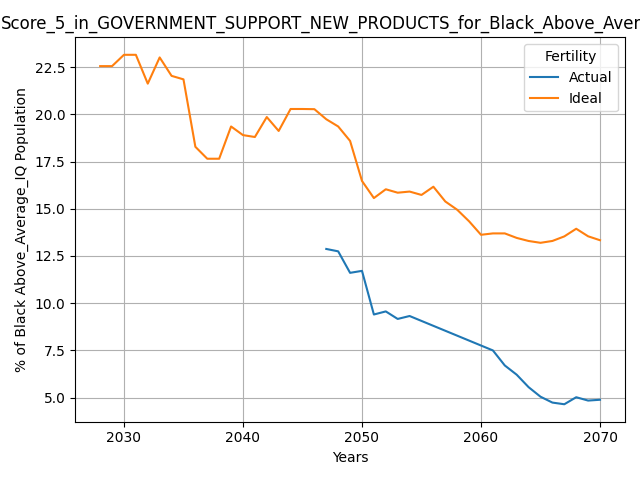 Score_5_in_GOVERNMENT_SUPPORT_NEW_PRODUCTS_for_Black_Above_Aver
Fertility
Actual
Ideal
% of Black Above_Average_IQ Population
22.5
20.0
17.5
15.0
12.5
10.0
7.5
5.0
2030 2040 2050 2060 2070
Years